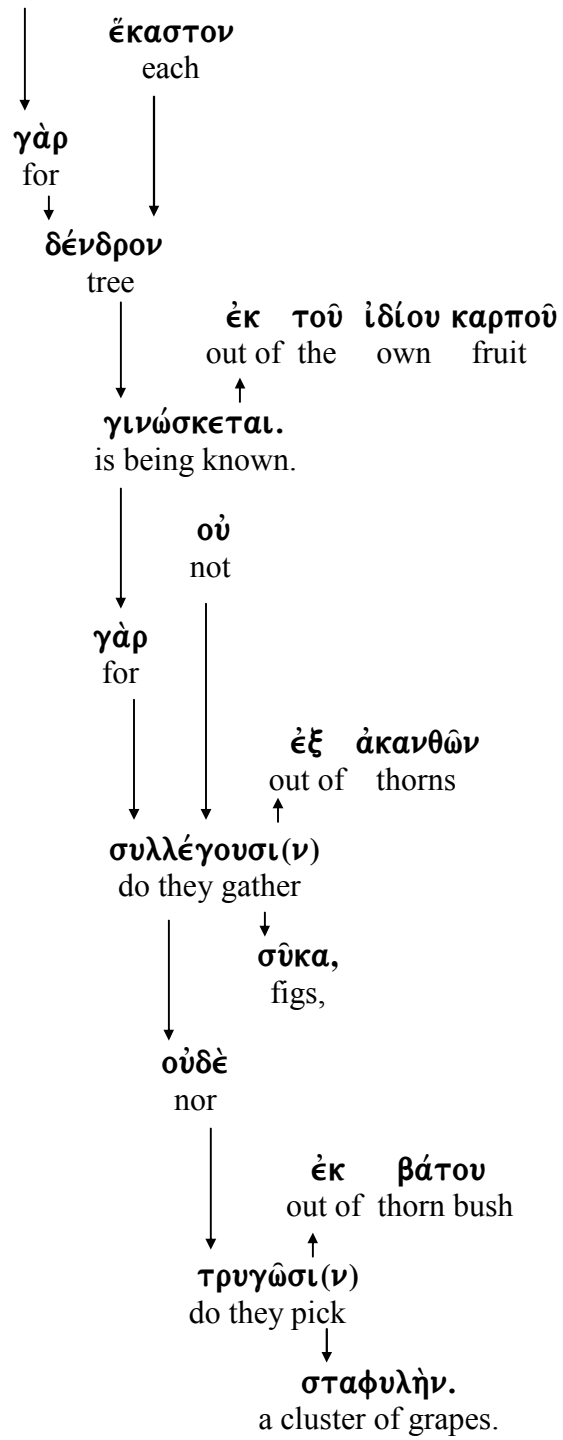 ἕκαστον
each
γὰρ
for
δένδρον
tree
ἐκ τοῦ ἰδίου καρποῦ
out of the own fruit
γινώσκεται.
is being known.
οὐ
not
γὰρ
for
ἐξ ἀκανθῶν
out of thorns
συλλέγουσι(ν)
do they gather
σῦκα,
figs,
οὐδὲ
nor
ἐκ βάτου
out of thorn bush
τρυγῶσι(ν)
do they pick
σταφυλὴν.
a cluster of grapes.